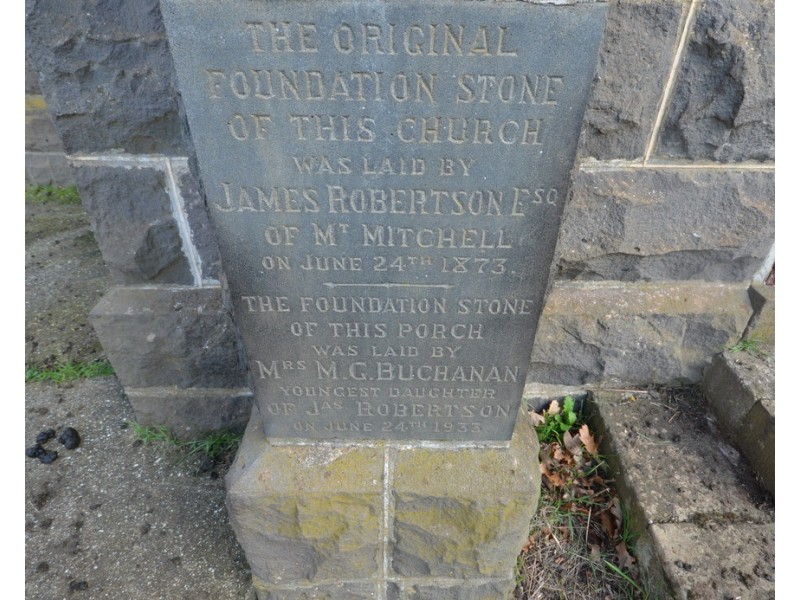 THE ORIGINAL
FOUNDATION STONE
OF THIS CHURCH
WAS LAID BY
JAMES ROBERTSON ESQ
OF MT MITCHELL
ON JUNE 24TH 1873.
THE FOUNDATION STONE
OF THIS PORCH
WAS LAID BY
MRS M.G. BUCHANAN
YOUNGEST DAUGHTER
OF JAS ROBERTSON
ON JUNE 24TH 1933